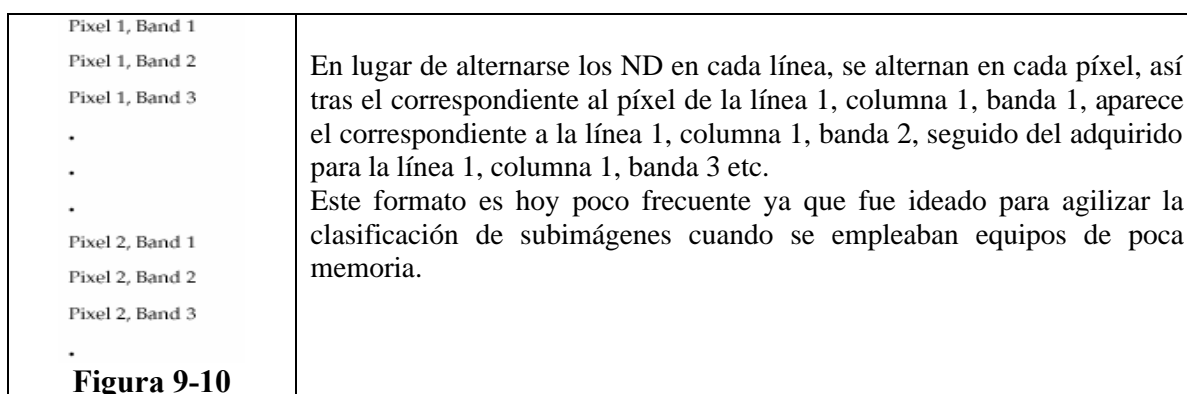 Pixel 1, Band 1
Pixel 1, Band 2
Pixel 1, Band 3
.
.
.
Pixel 2, Band 1
Pixel 2, Band 2
Pixel 2, Band 3
.
Figura 9-10
En lugar de alternarse los ND en cada línea, se alternan en cada píxel, así
tras el correspondiente al píxel de la línea 1, columna 1, banda 1, aparece
el correspondiente a la línea 1, columna 1, banda 2, seguido del adquirido
para la línea 1, columna 1, banda 3 etc.
Este formato es hoy poco frecuente ya que fue ideado para agilizar la
clasificación de subimágenes cuando se empleaban equipos de poca
memoria.